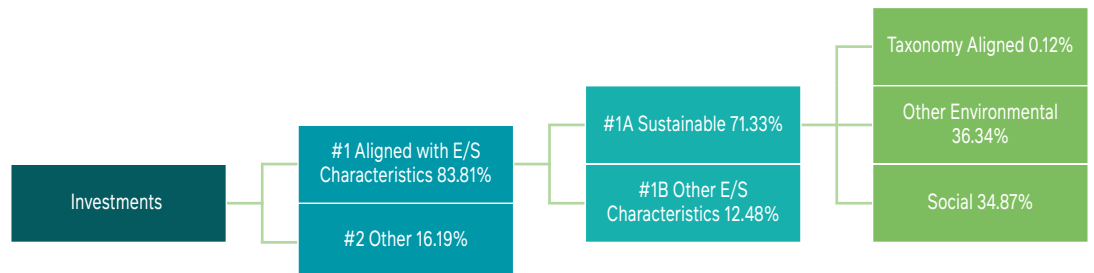 Investments
#1 Aligned with E/S
Characteristics 83.81%
#2 Other 16.19%
#1A Sustainable 71.33%
#1B Other E/S
Characteristics 12.48%
Taxonomy Aligned 0.12%
Other Environmental
36.34%
Social 34.87%